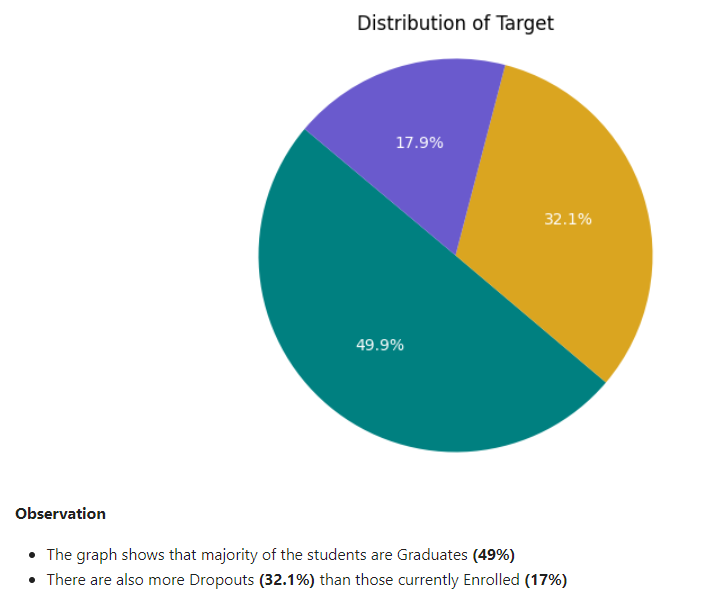 Distribution of Target
17.9%
32.1%
49.9%
Observation
• The graph shows that majority of the students are Graduates (49%)
• There are also more Dropouts (32.1%) than those currently Enrolled (17%)